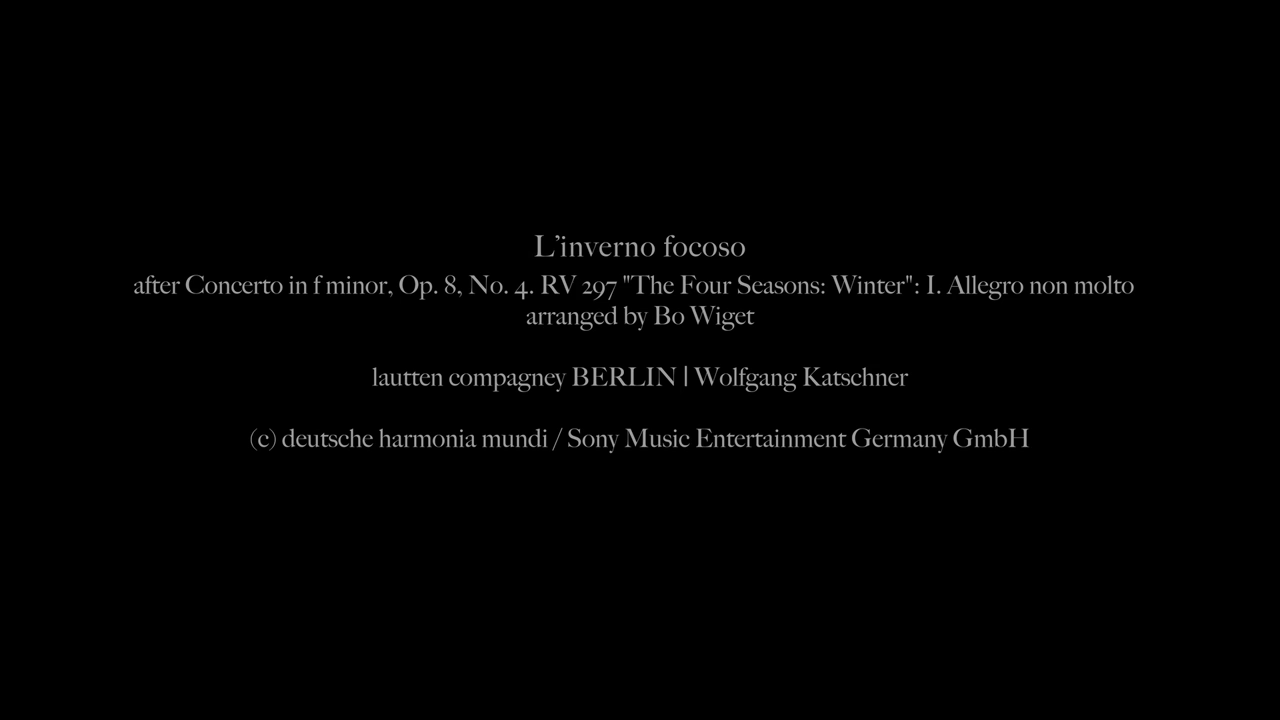 L'inverno focoso
after Concerto in f minor, Op. 8, No. 4. RV 297 "The Four Seasons: Winter": I. Allegro non molto
arranged by Bo Wiget
lautten compagney BERLIN | Wolfgang Katschner
(c) deutsche harmonia mundi / Sony Music Entertainment Germany GmbH